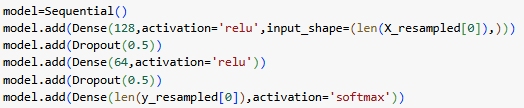 model=Sequential()
model.add(Dense(128,activation='relu',input_shape=(len(X_resampled[0]),)))
model.add(Dropout(0.5))
model.add(Dense(64,activation='relu'))
model.add(Dropout(0.5))
model.add(Dense(len(y_resampled[0]),activation='softmax'))